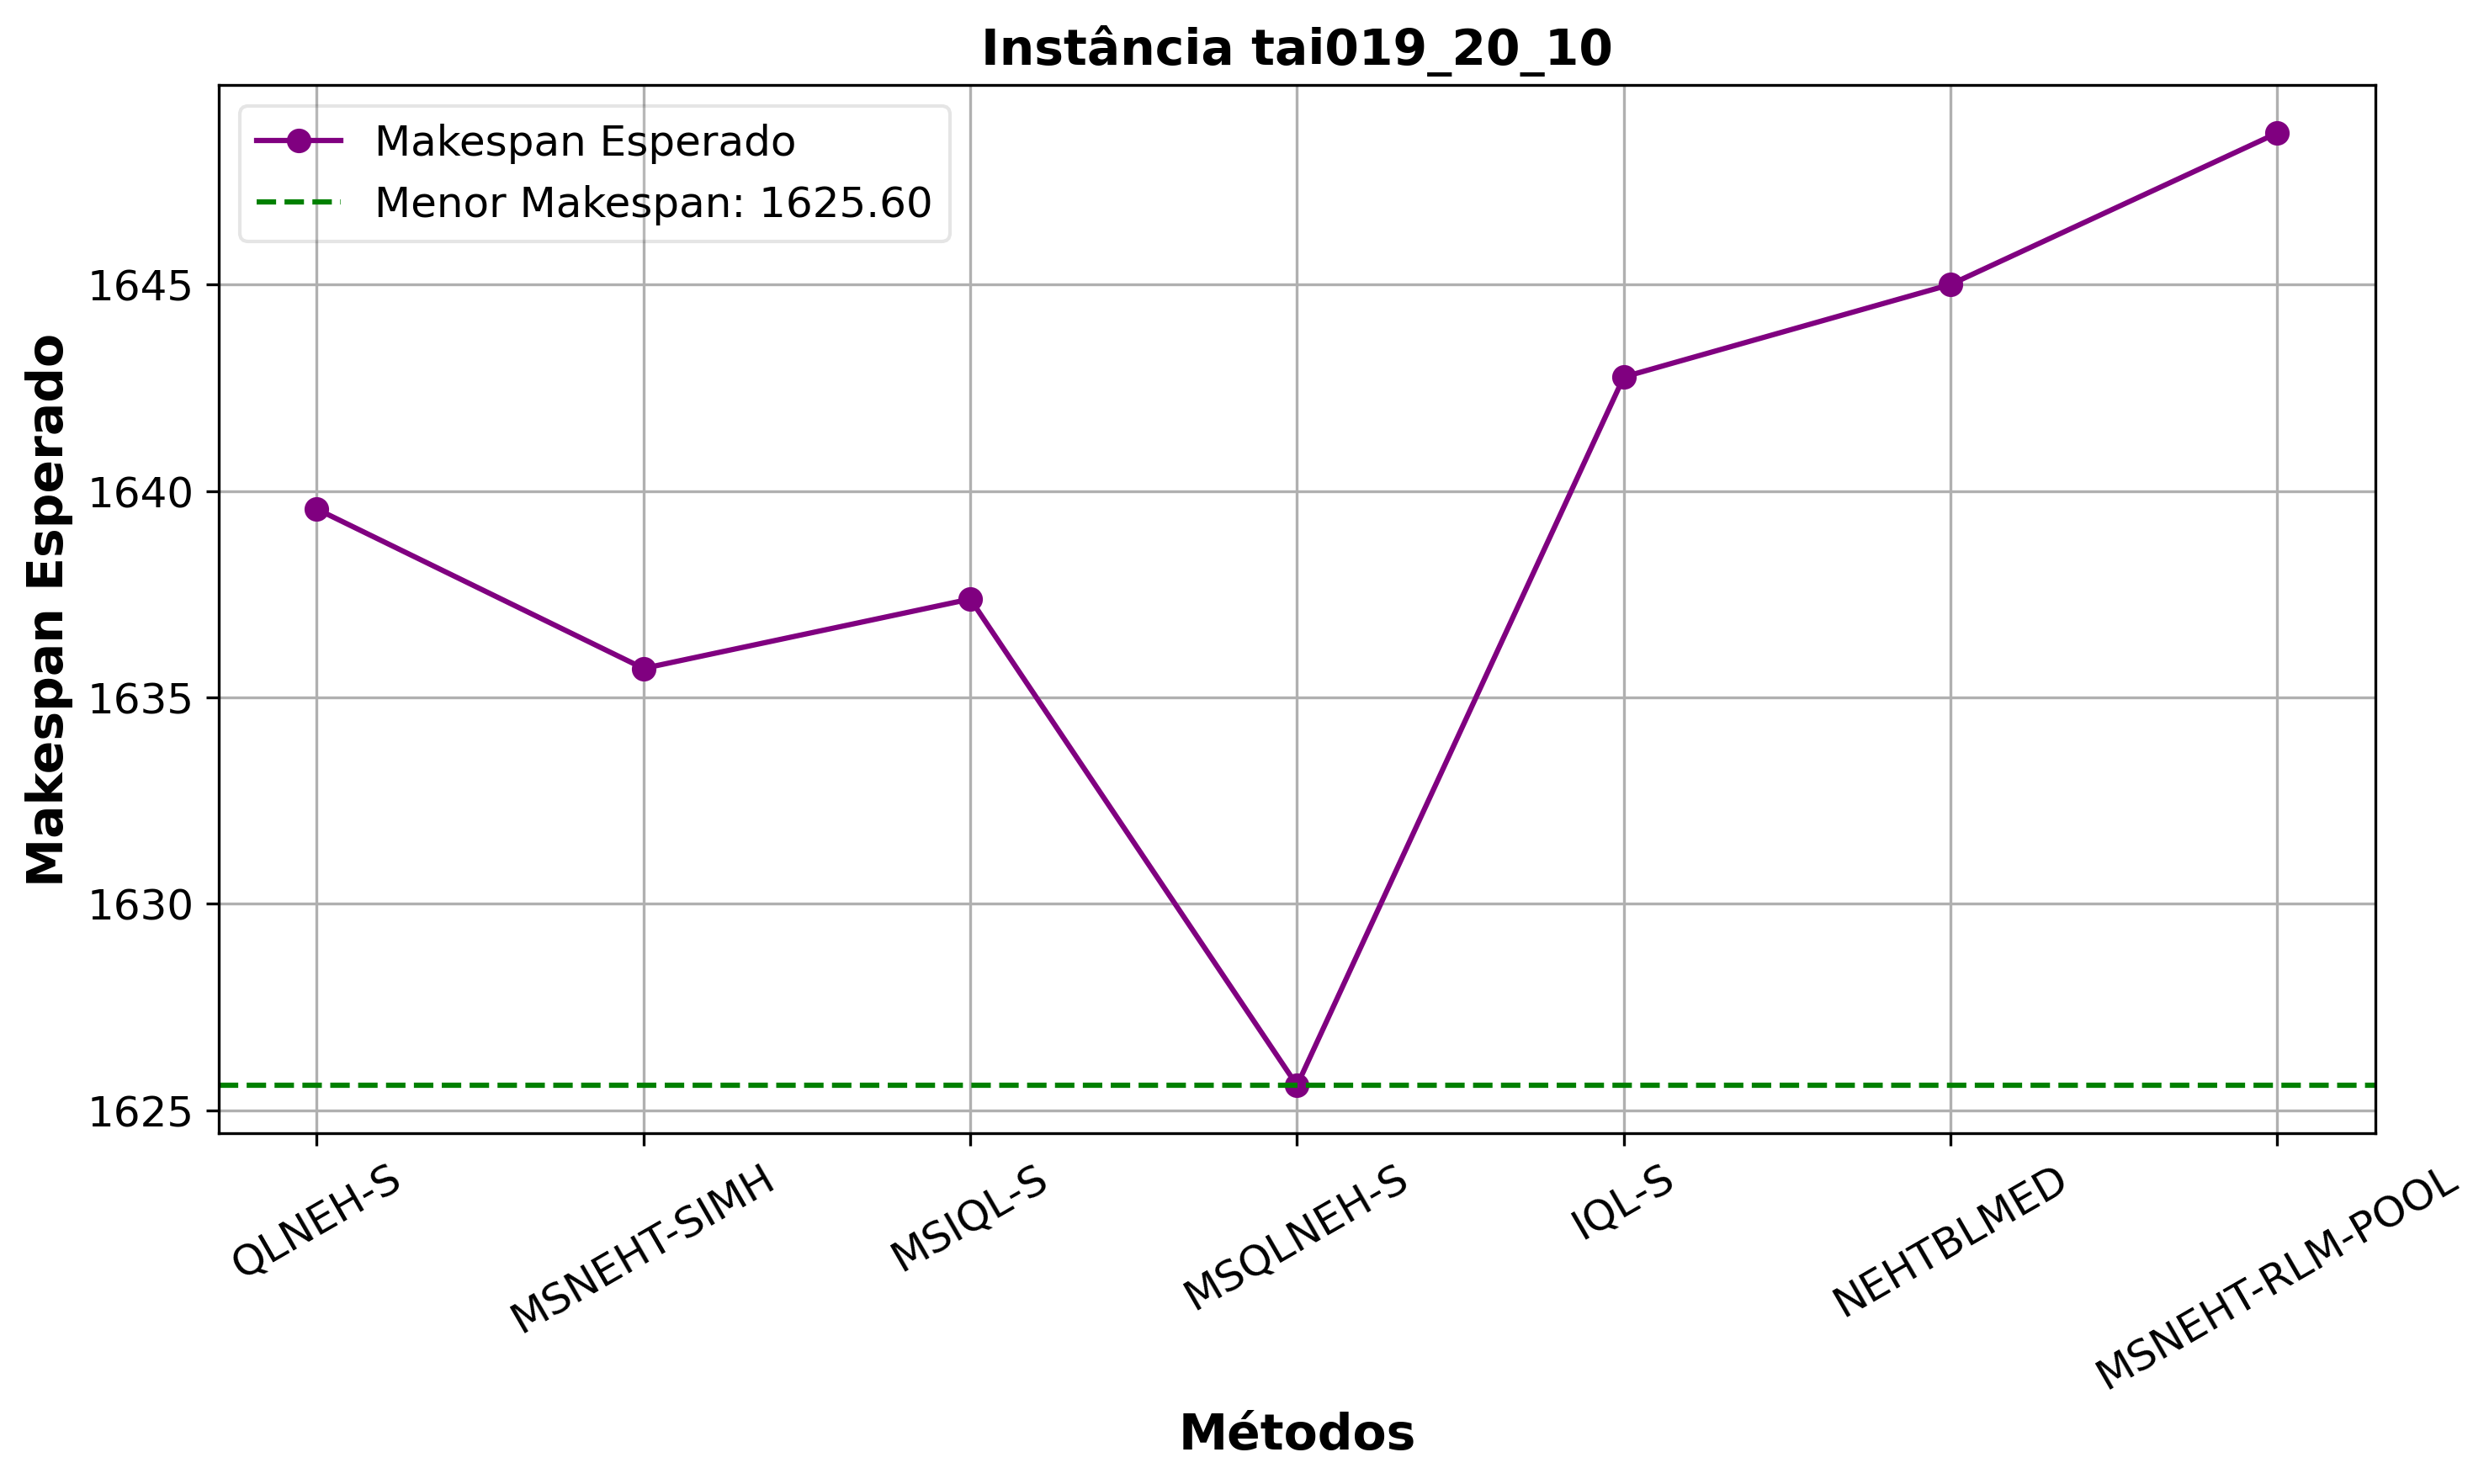 Instância tai019_20_10
Makespan Esperado
Menor Makespan: 1625.60
Makespan Esperado
1645
1640
1635
1630
1625
QLNEH-S
MSNEHT-SIMH
MSIQL-S
MSQLNEH-S
IQL-S
NEHTBLMED
MSNEHT-RLM-POOL
Métodos